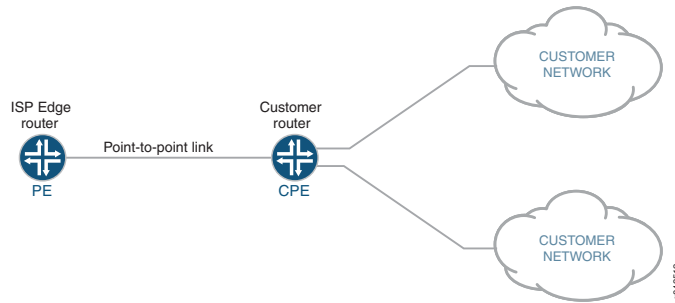 CUSTOMER
NETWORK
ISP Edge
router
Customer
router
Point-to-point link
PE
CPE
CUSTOMER
NETWORK